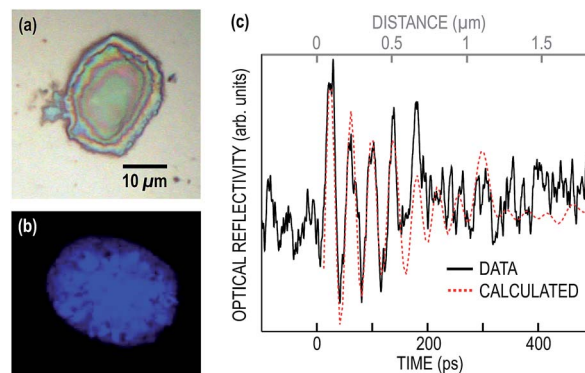 (a)
10 µm
(b)
(c)
DISTANCE (µm)
0 0.5 1 1.5
OPTICAL REFLECTIVITY (arb. units)
DATA
CALCULATED
0 200 400
TIME (ps)